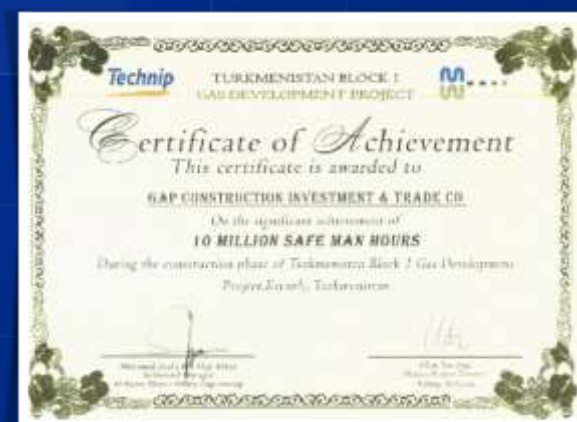 Technip
TURKMENISTAN BLOCK 1
GAS DEVELOPMENT PROJECT
Certificate of Achievement
This certificate is awarded to
GAP CONSTRUCTION INVESTMENT & TRADE CO
On the significant achievement of
10 MILLION SAFE MAN HOURS
During the construction phase of Turkmenistan Block 1 Gas Development
Project, Turkmenistan